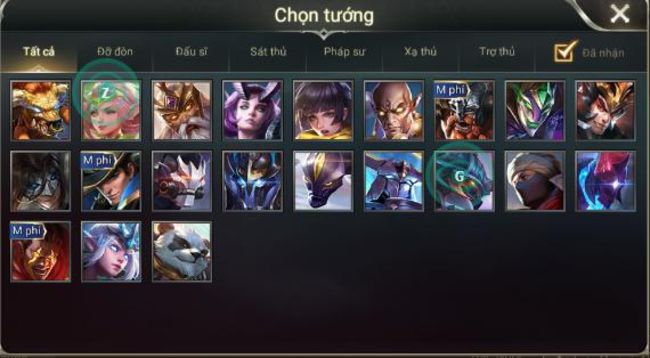 Chọn tướng
Tất cả Đỡ đòn Đấu sĩ Sát thủ Pháp sư Xạ thủ Trợ thủ Đã nhận
Z M phí
M phí G
M phí